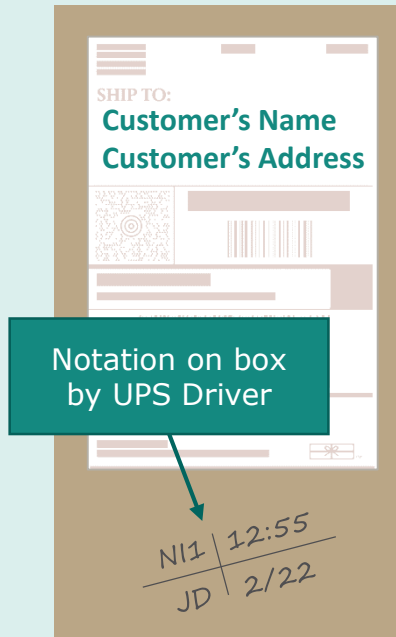 SHIP TO:
Customer's Name
Customer's Address
Notation on box
by UPS Driver
NI1 12:55
JD 2/22